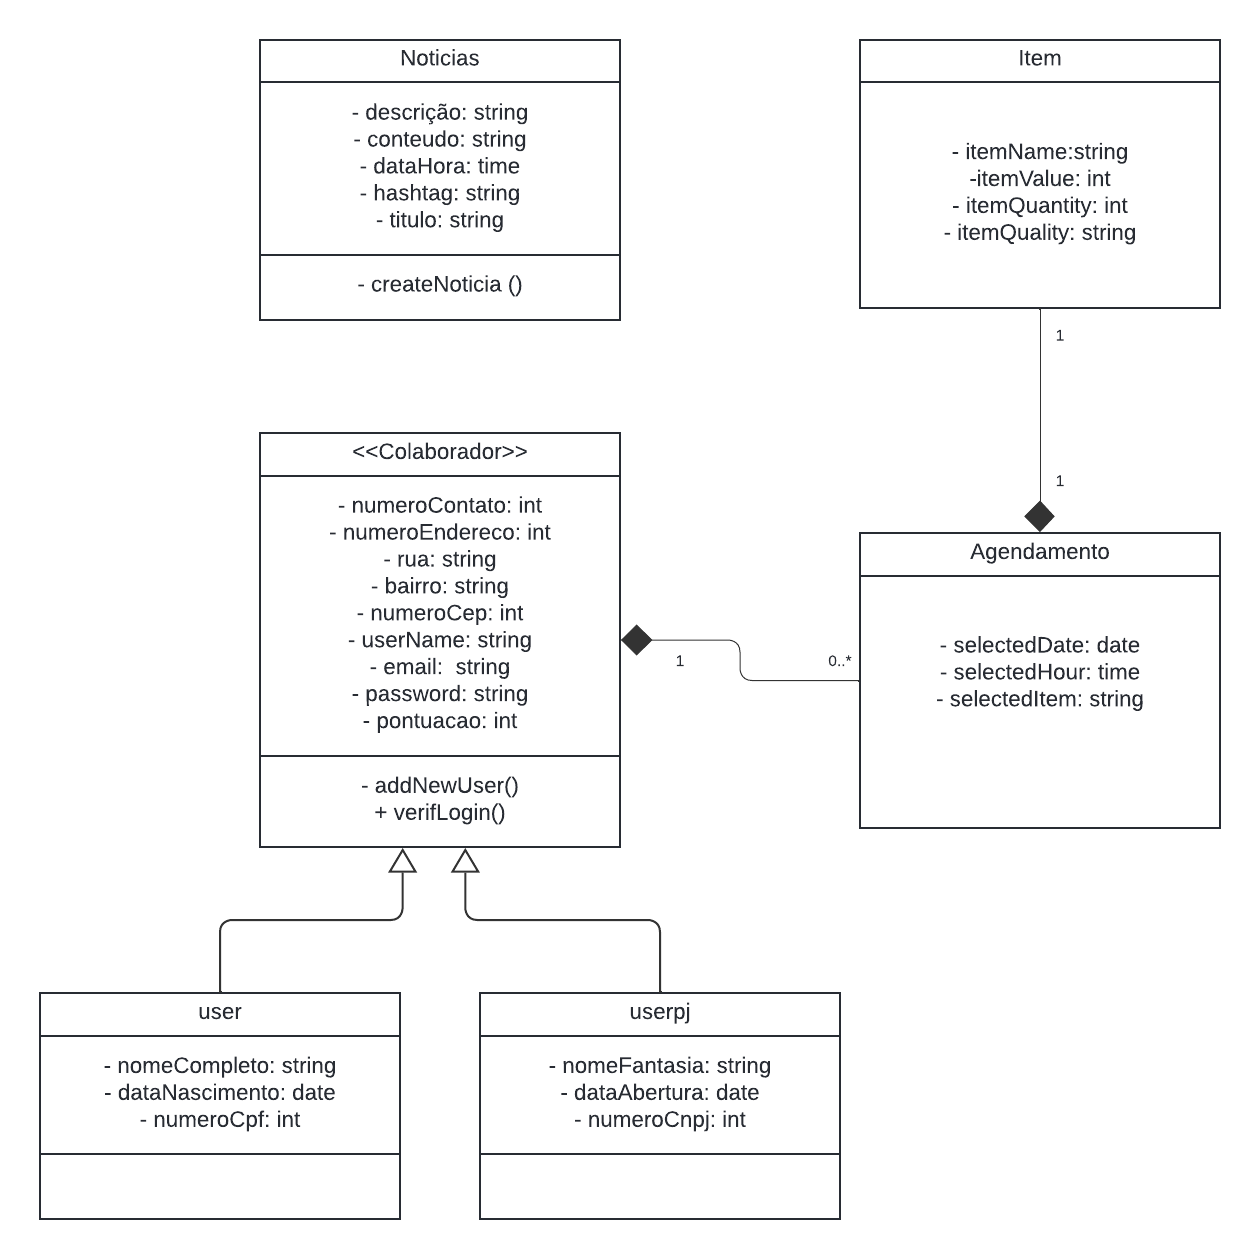 Noticias
- descrição: string
- conteudo: string
- dataHora: time
- hashtag: string
- titulo: string
- createNoticia ()
Item
- itemName:string
-itemValue: int
- itemQuantity: int
- itemQuality: string
1
1
<<Colaborador>>
- numeroContato: int
- numeroEndereco: int
- rua: string
- bairro: string
- numeroCep: int
- userName: string
- email:  string
- password: string
- pontuacao: int
- addNewUser()
+ verifLogin()
1
0..*
Agendamento
- selectedDate: date
- selectedHour: time
- selectedItem: string
user
- nomeCompleto: string
- dataNascimento: date
- numeroCpf: int
userpj
- nomeFantasia: string
- dataAbertura: date
- numeroCnpj: int